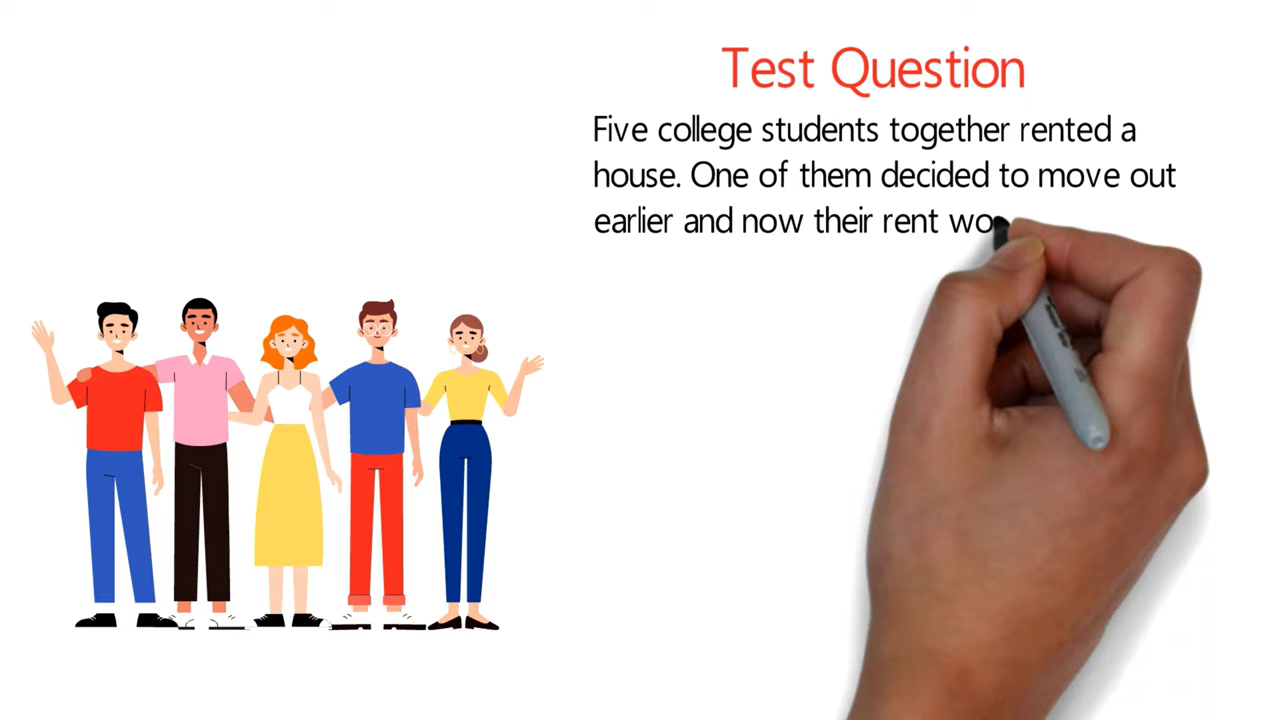 Test Question
Five college students together rented a
house. One of them decided to move out
earlier and now their rent wo